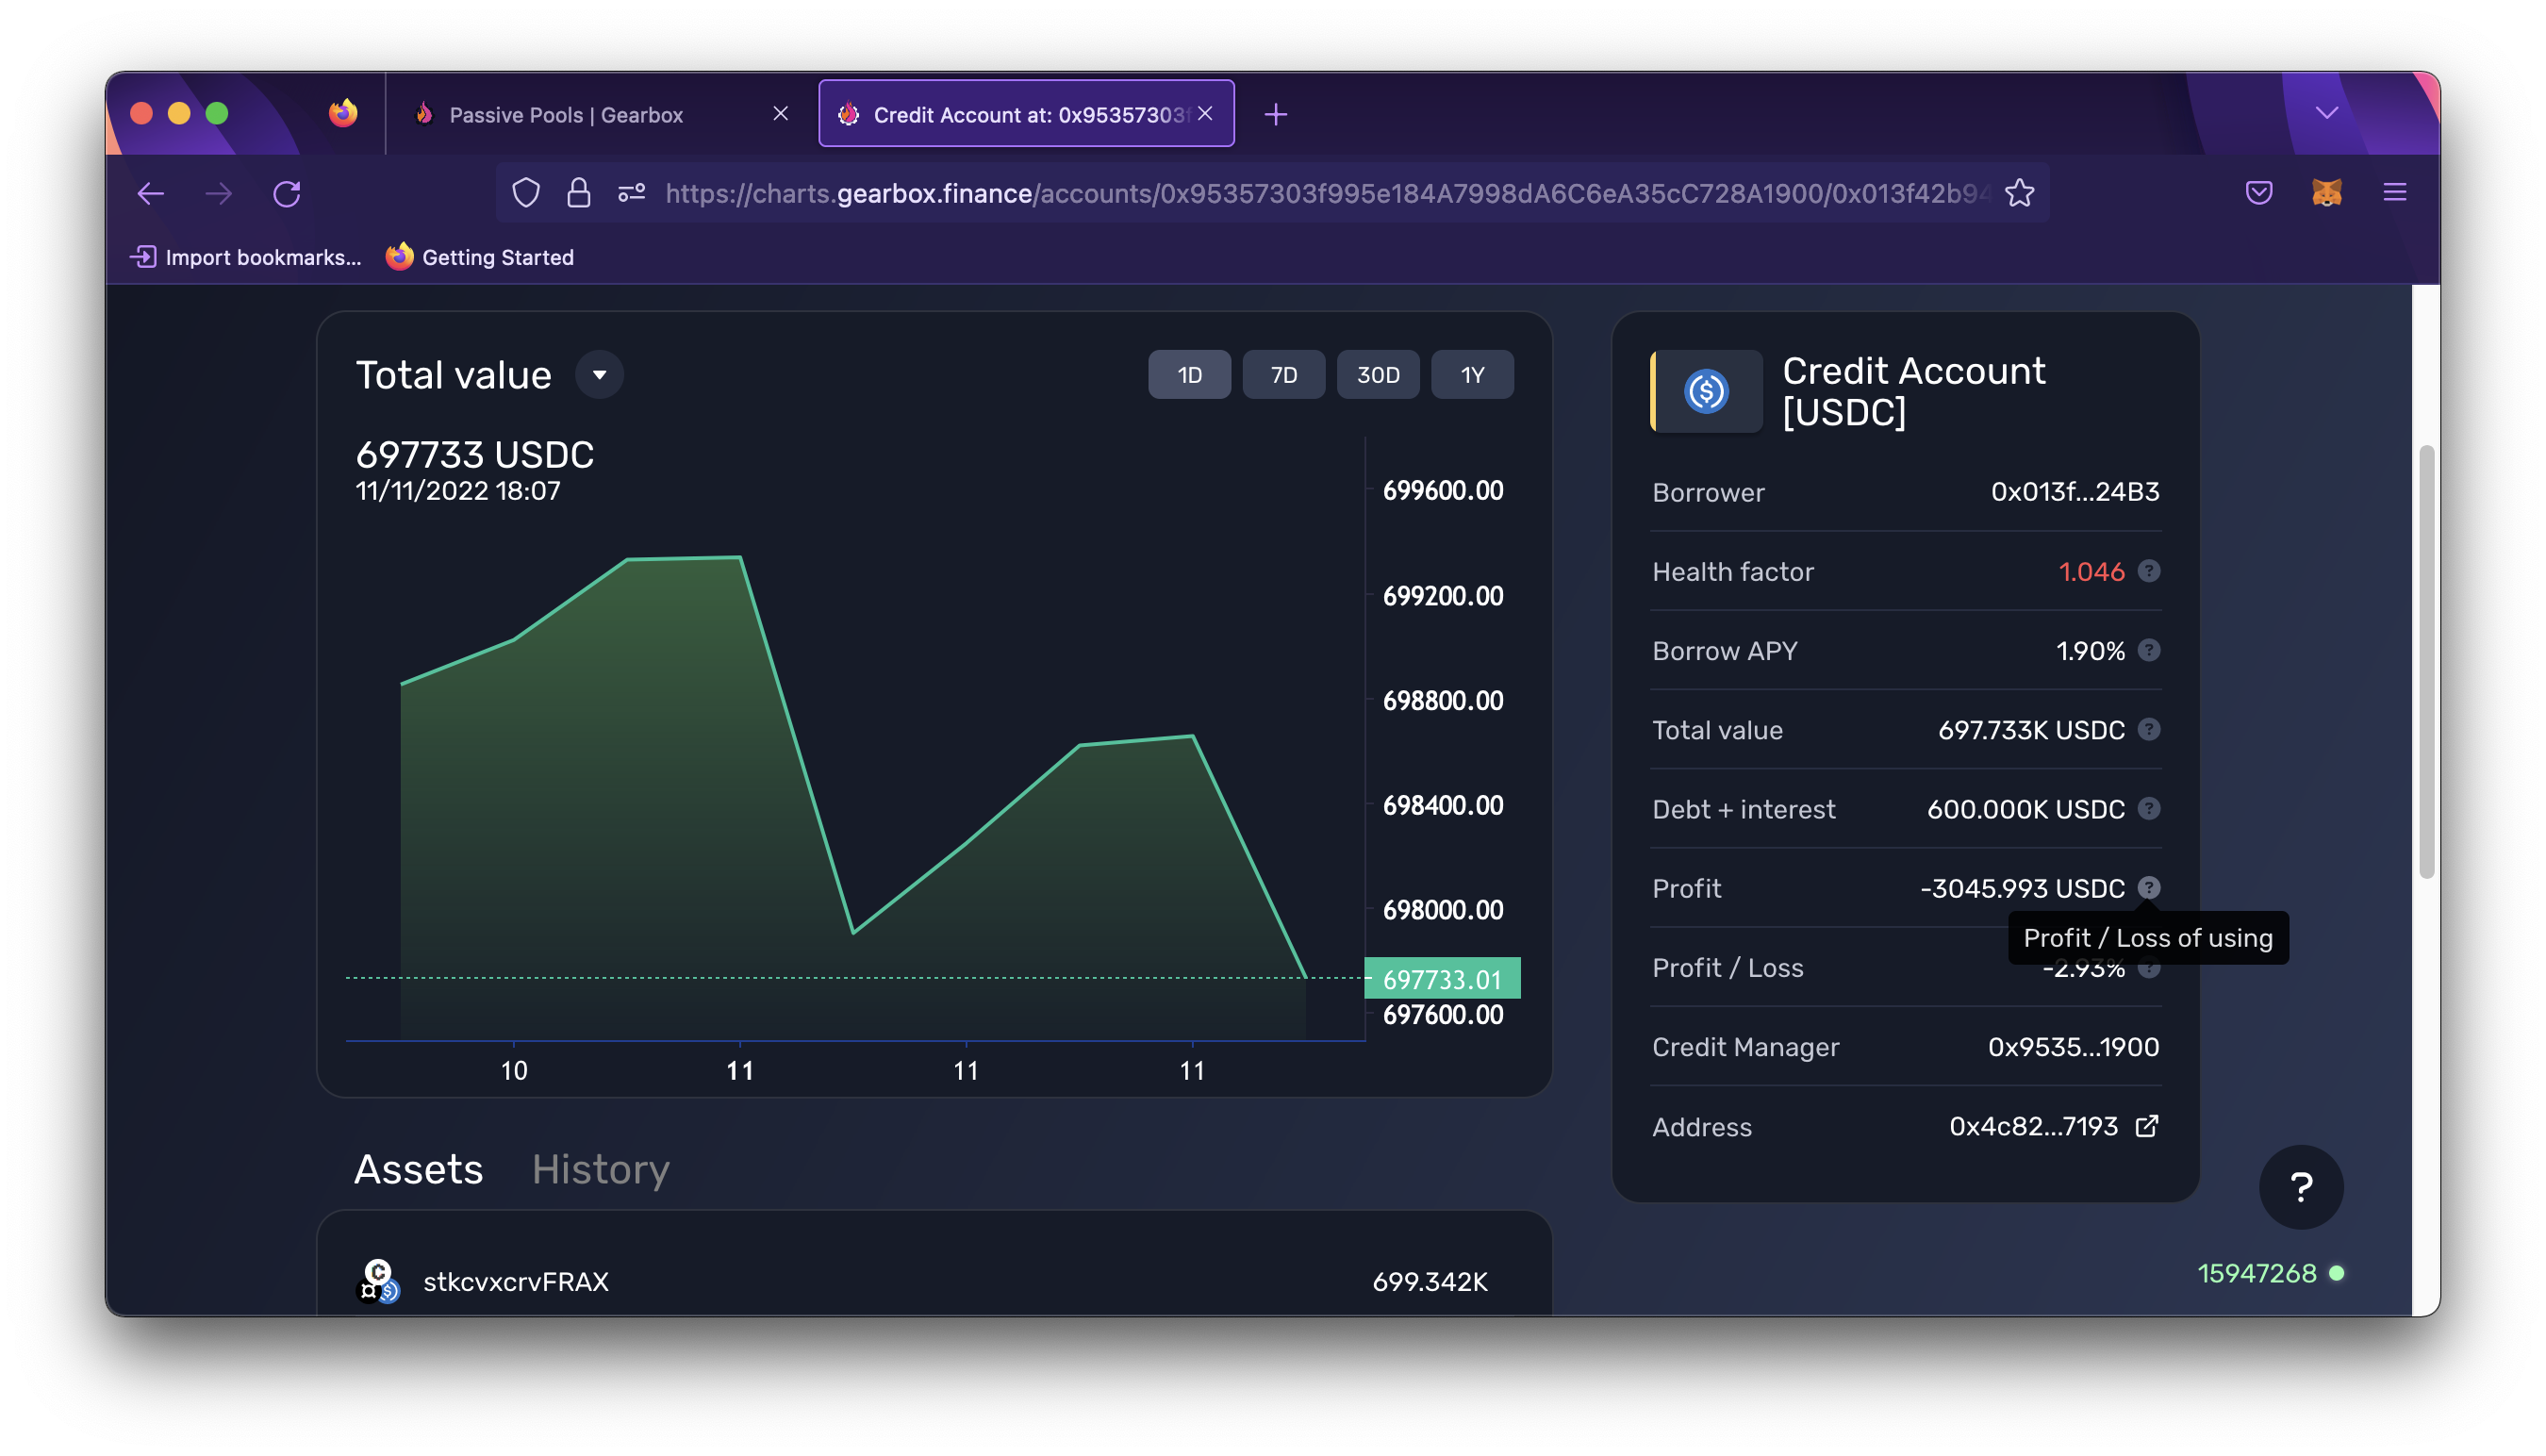 Passive Pools | Gearbox
Credit Account at: 0x95357303f
https://charts.gearbox.finance/accounts/0x95357303f995e184A7998dA6C6eA35cC728A1900/0x013f42b94
Import bookmarks...
Getting Started
Total value
1D
7D
30D
1Y
697733 USDC
11/11/2022 18:07
699600.00
699200.00
698800.00
698400.00
698000.00
697733.01
697600.00
10
11
11
11
Credit Account
[USDC]
Borrower
0x013f...24B3
Health factor
1.046
?
Borrow APY
1.90%
?
Total value
697.733K USDC
?
Debt + interest
600.000K USDC
?
Profit
-3045.993 USDC
?
Profit / Loss of using
Profit / Loss
-2.93%
?
Credit Manager
0x9535...1900
Address
0x4c82...7193
Assets
History
stkcvxcrvFRAX
699.342K
?
15947268